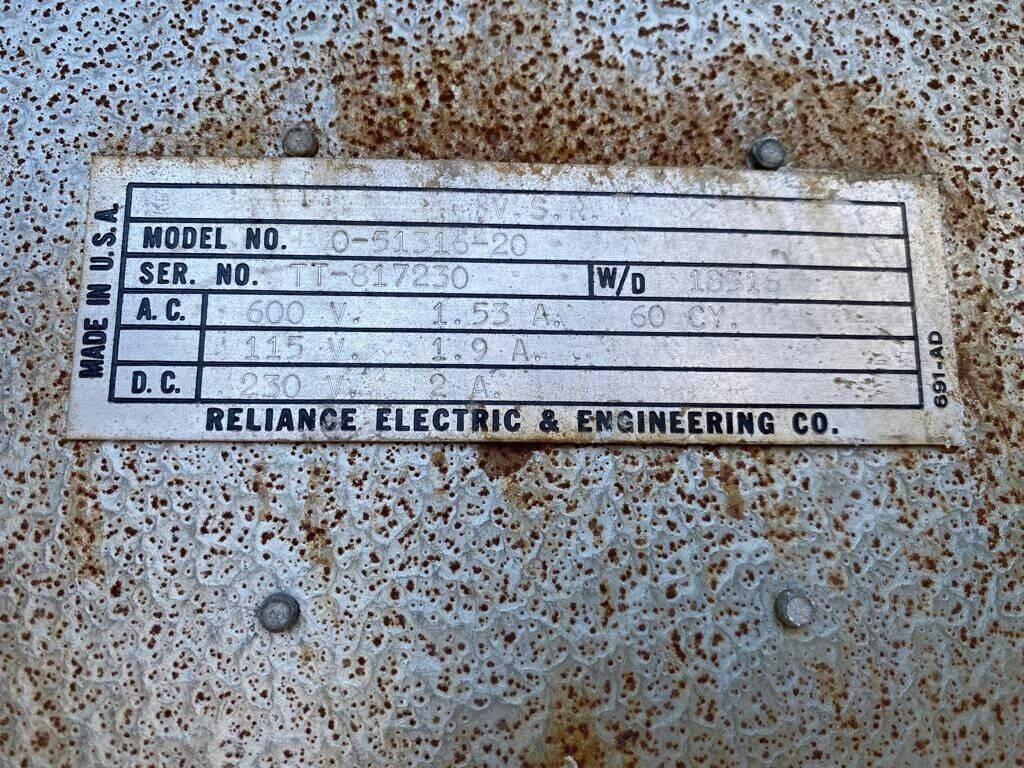 V.S.R.
MODEL NO. 0-51316-20
SER. NO. TT-817230 W/D 18316
A.C. 600 V. 1.53 A. 60 CY.
115 V. 1.9 A.
D.C. 230 V. 2 A.
RELIANCE ELECTRIC & ENGINEERING CO.
MADE IN U.S.A.
691-AD